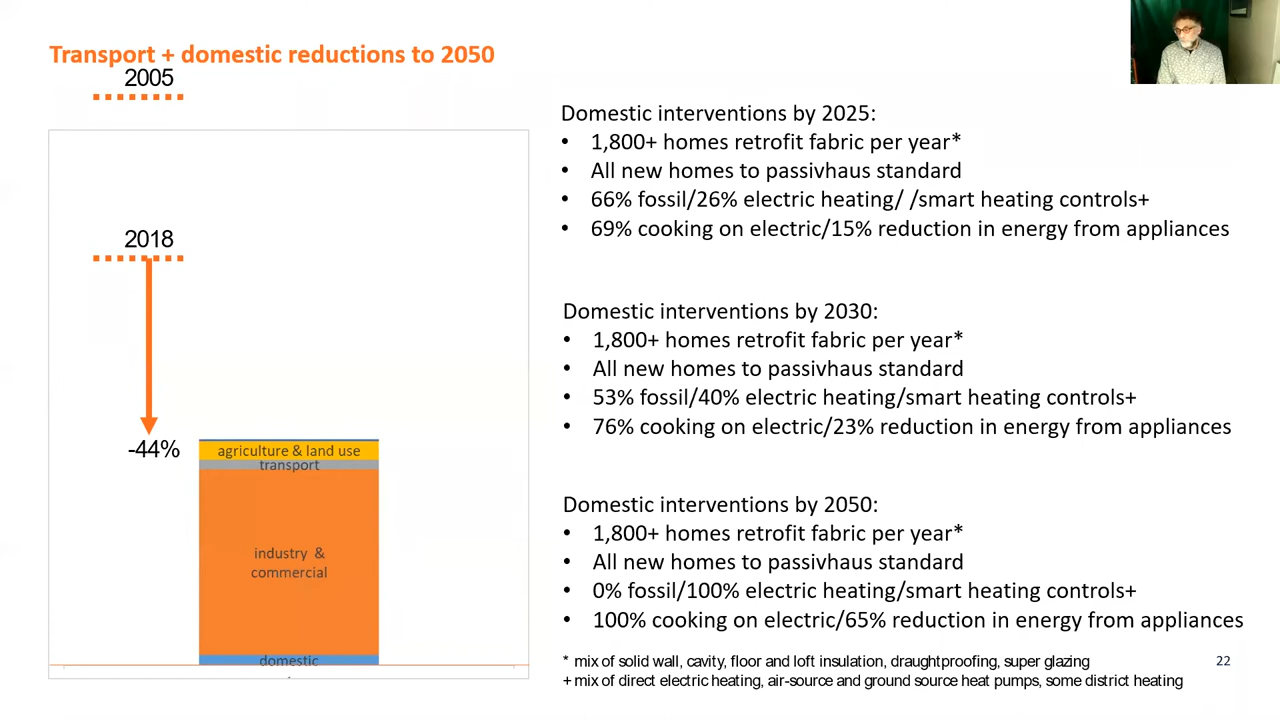 Transport + domestic reductions to 2050
2005
2018
-44%
agriculture & land use
transport
industry &
commercial
domestic
Domestic interventions by 2025:
• 1,800+ homes retrofit fabric per year*
• All new homes to passivhaus standard
• 66% fossil/26% electric heating/ /smart heating controls+
• 69% cooking on electric/15% reduction in energy from appliances
Domestic interventions by 2030:
• 1,800+ homes retrofit fabric per year*
• All new homes to passivhaus standard
• 53% fossil/40% electric heating/smart heating controls+
• 76% cooking on electric/23% reduction in energy from appliances
Domestic interventions by 2050:
• 1,800+ homes retrofit fabric per year*
• All new homes to passivhaus standard
• 0% fossil/100% electric heating/smart heating controls+
• 100% cooking on electric/65% reduction in energy from appliances
* mix of solid wall, cavity, floor and loft insulation, draughtproofing, super glazing
+ mix of direct electric heating, air-source and ground source heat pumps, some district heating
22